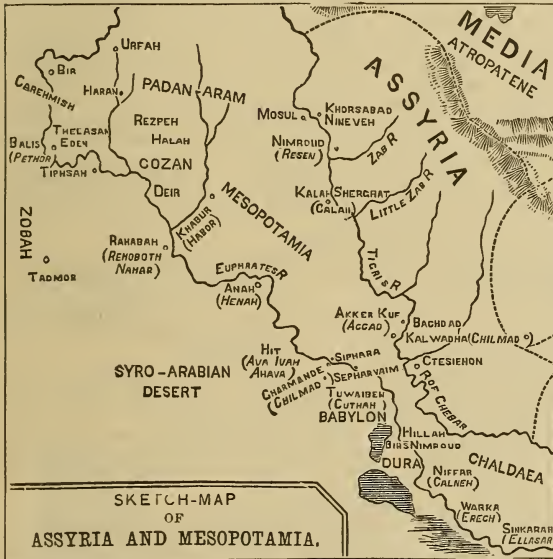 MEDIA
ATROPATENE
ASSYRIA
URFAH
BIR
CARCHEMISH
HARAN
PADAN-ARAM
KHORSABAD
MOSUL
NINEVEH
REZPEH
HALAH
THELASAR
EDEN
BALIS
(PETHOR)
GOZAN
NIMROUD
(RESEN)
ZAB R
TIPHSAH
DEIR
KALAH SHERGHAT
(CALAH)
LITTLE ZAB R
MESOPOTAMIA
KHABUR
(HABOR)
ZOBAH
TADMOR
RAHABAH
(REHOBOTH
NAHAR)
TIGRIS R
EUPHRATES R
ANAH
(HENAH)
AKKER KUF
(ACCAD)
BAGHDAD
KALWADHA (CHILMAD)
HIT
(AVA IVAH
AHAVA)
SIPHARA
CTESIPHON
SYRO-ARABIAN
DESERT
CHARMANDE
(CHILMAD)
SEPHARVAIM
R OF CHEBAR
TUWAIBEH
(CUTHAH)
BABYLON
HILLAH
BIRS NIMROUD
DURA
CHALDAEA
NIFFAR
(CALNEH)
WARKA
(ERECH)
SINKARAH
(ELLASAR
SKETCH-MAP
OF
ASSYRIA AND MESOPOTAMIA.